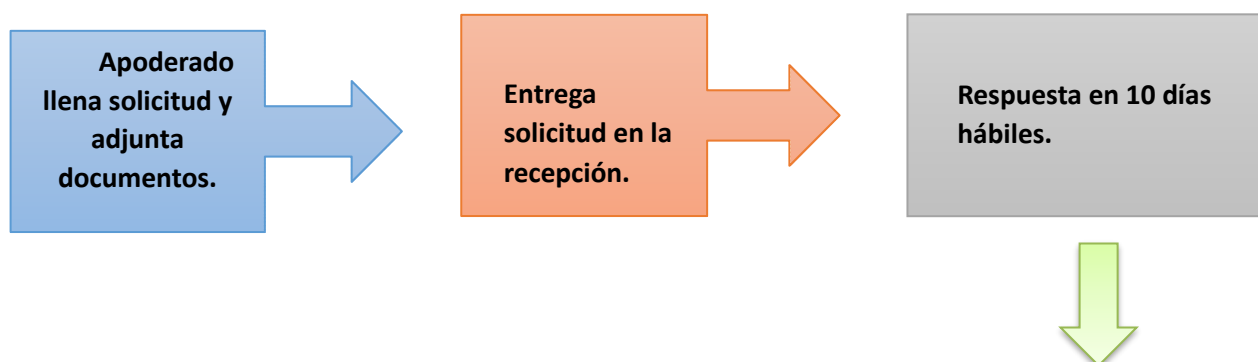 Apoderado
llena solicitud y
adjunta
documentos.
Entrega
solicitud en la
recepción.
Respuesta en 10 días
hábiles.